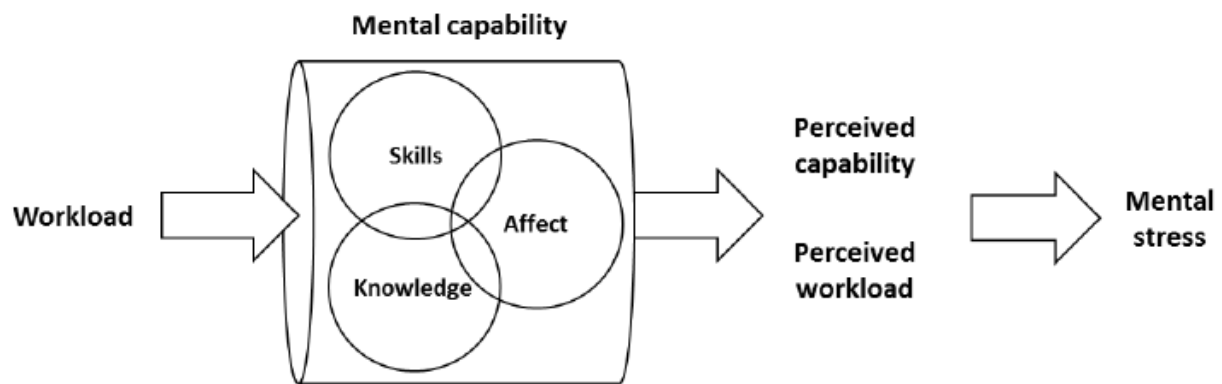 Mental capability
Workload
Skills
Affect
Knowledge
Perceived
capability
Perceived
workload
Mental
stress